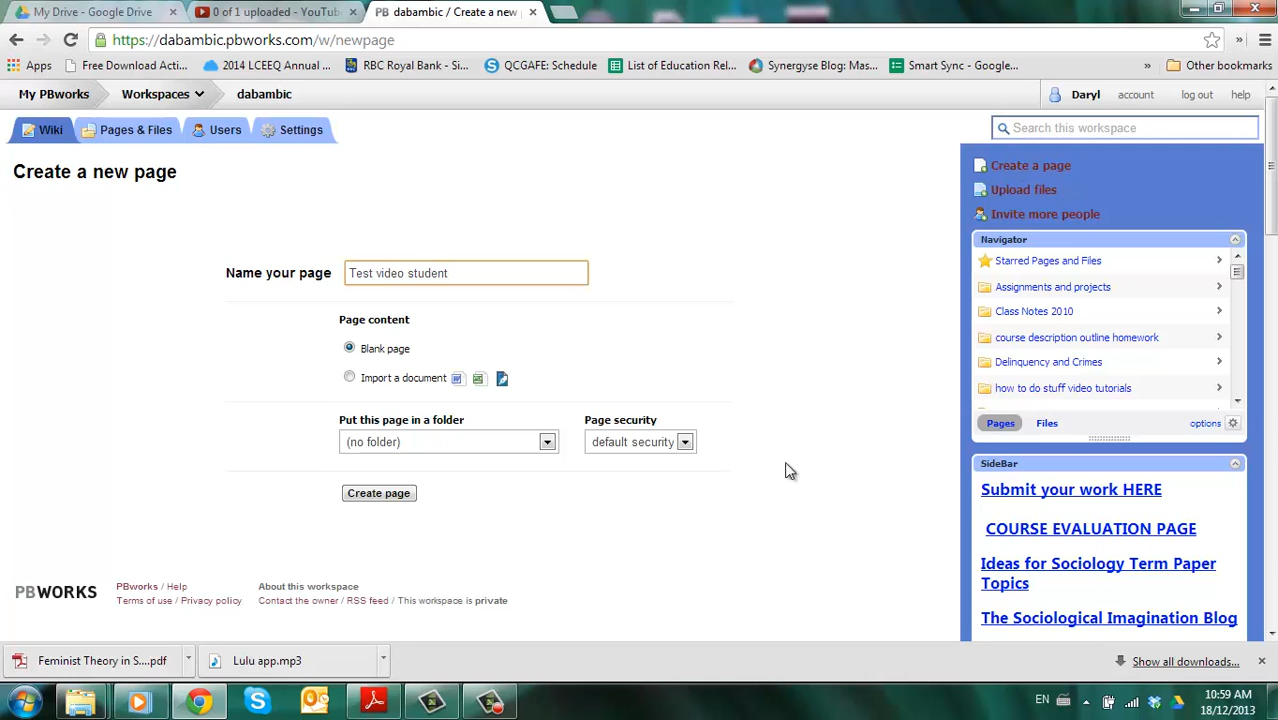 My Drive - Google Drive
0 of 1 uploaded - YouTub
PB dabambic / Create a new
https://dabambic.pbworks.com/w/newpage
Apps
Free Download Acti...
2014 LCEEQ Annual ...
RBC Royal Bank - Si...
QCGAFE: Schedule
List of Education Rel...
Synergyse Blog: Mas...
Smart Sync - Google...
»
Other bookmarks
My PBworks
Workspaces
dabambic
Daryl
account
log out
help
Wiki
Pages & Files
Users
Settings
Search this workspace
Create a new page
Name your page
Test video student
Page content
Blank page
Import a document
Put this page in a folder
(no folder)
Page security
default security
Create page
Create a page
Upload files
Invite more people
Navigator
Starred Pages and Files
Assignments and projects
Class Notes 2010
course description outline homework
Delinquency and Crimes
how to do stuff video tutorials
Pages
Files
options
SideBar
Submit your work HERE
COURSE EVALUATION PAGE
Ideas for Sociology Term Paper
Topics
The Sociological Imagination Blog
PBWORKS
PBworks / Help
Terms of use / Privacy policy
About this workspace
Contact the owner / RSS feed / This workspace is private
Feminist Theory in S....pdf
Lulu app.mp3
Show all downloads...
EN
10:59 AM
18/12/2013